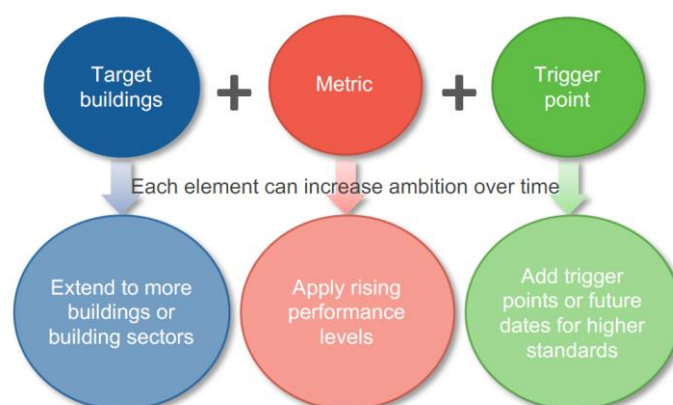 Target
buildings
+
Metric
+
Trigger
point
Each element can increase ambition over time
Extend to more
buildings or
building sectors
Apply rising
performance
levels
Add trigger
points or future
dates for higher
standards